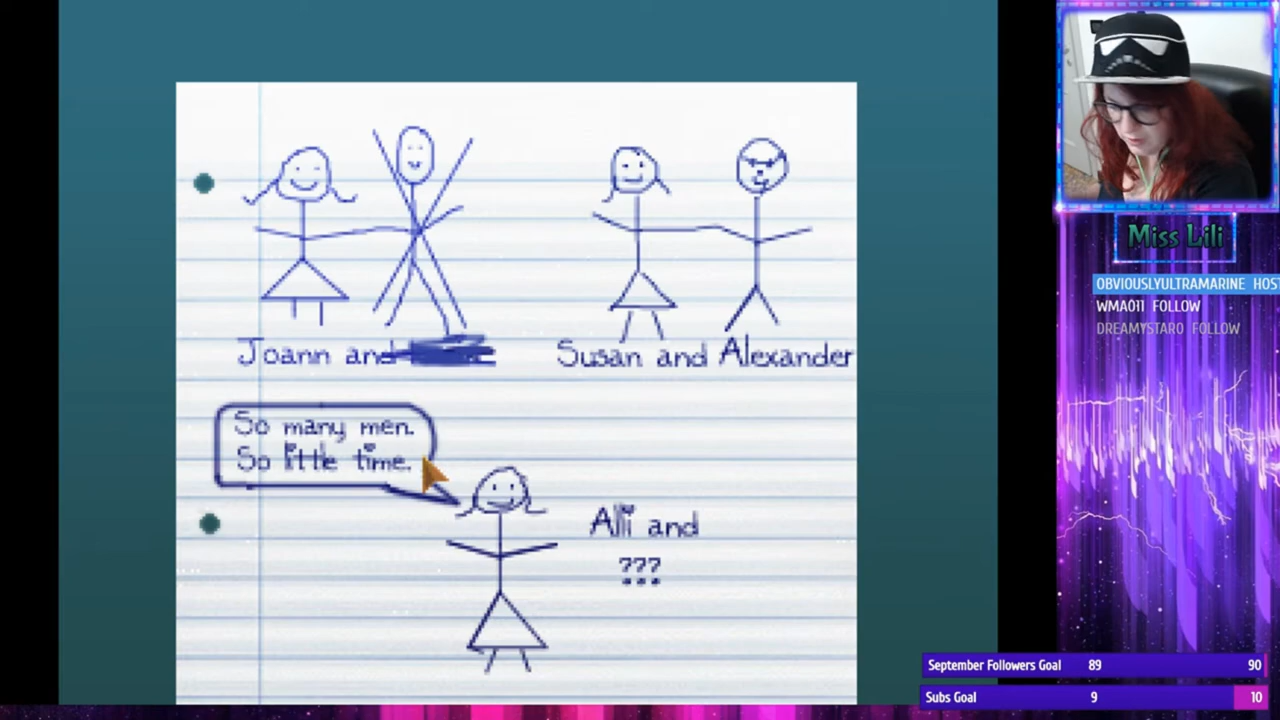 Joann and
Susan and Alexander
So many men.
So little time.
Alli and
???
Miss Lili
OBVIOUSLYULTRAMARINE HOST
WMA011 FOLLOW
DREAMYSTAR0 FOLLOW
September Followers Goal 89 90
Subs Goal 9 10